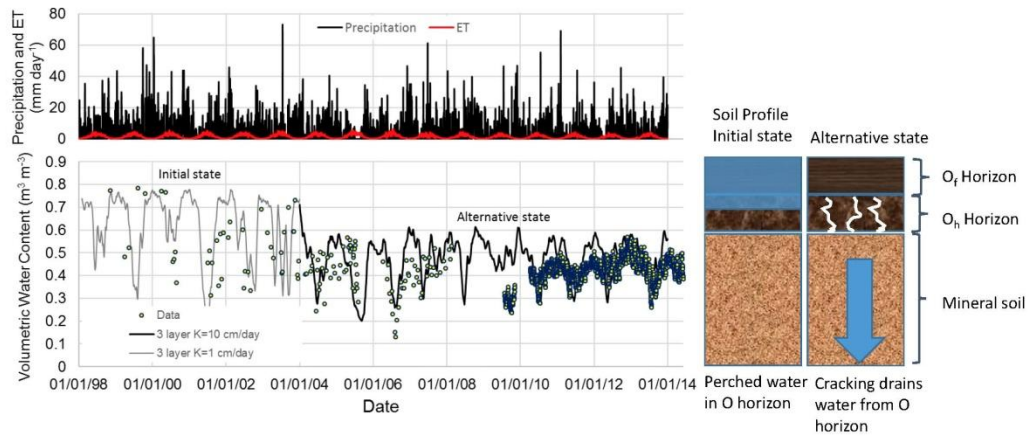 Precipitation and ET
(mm day⁻¹)
80
60
40
20
0
Precipitation
ET
Volumetric Water Content (m³ m⁻³)
0.9
0.8
0.7
0.6
0.5
0.4
0.3
0.2
0.1
0
Initial state
Alternative state
Data
3 layer K=10 cm/day
3 layer K=1 cm/day
01/01/98
01/01/00
01/01/02
01/01/04
01/01/06
01/01/08
01/01/10
01/01/12
01/01/14
Date
Soil Profile
Initial state
Alternative state
Of Horizon
Oh Horizon
Mineral soil
Perched water
in O horizon
Cracking drains
water from O
horizon